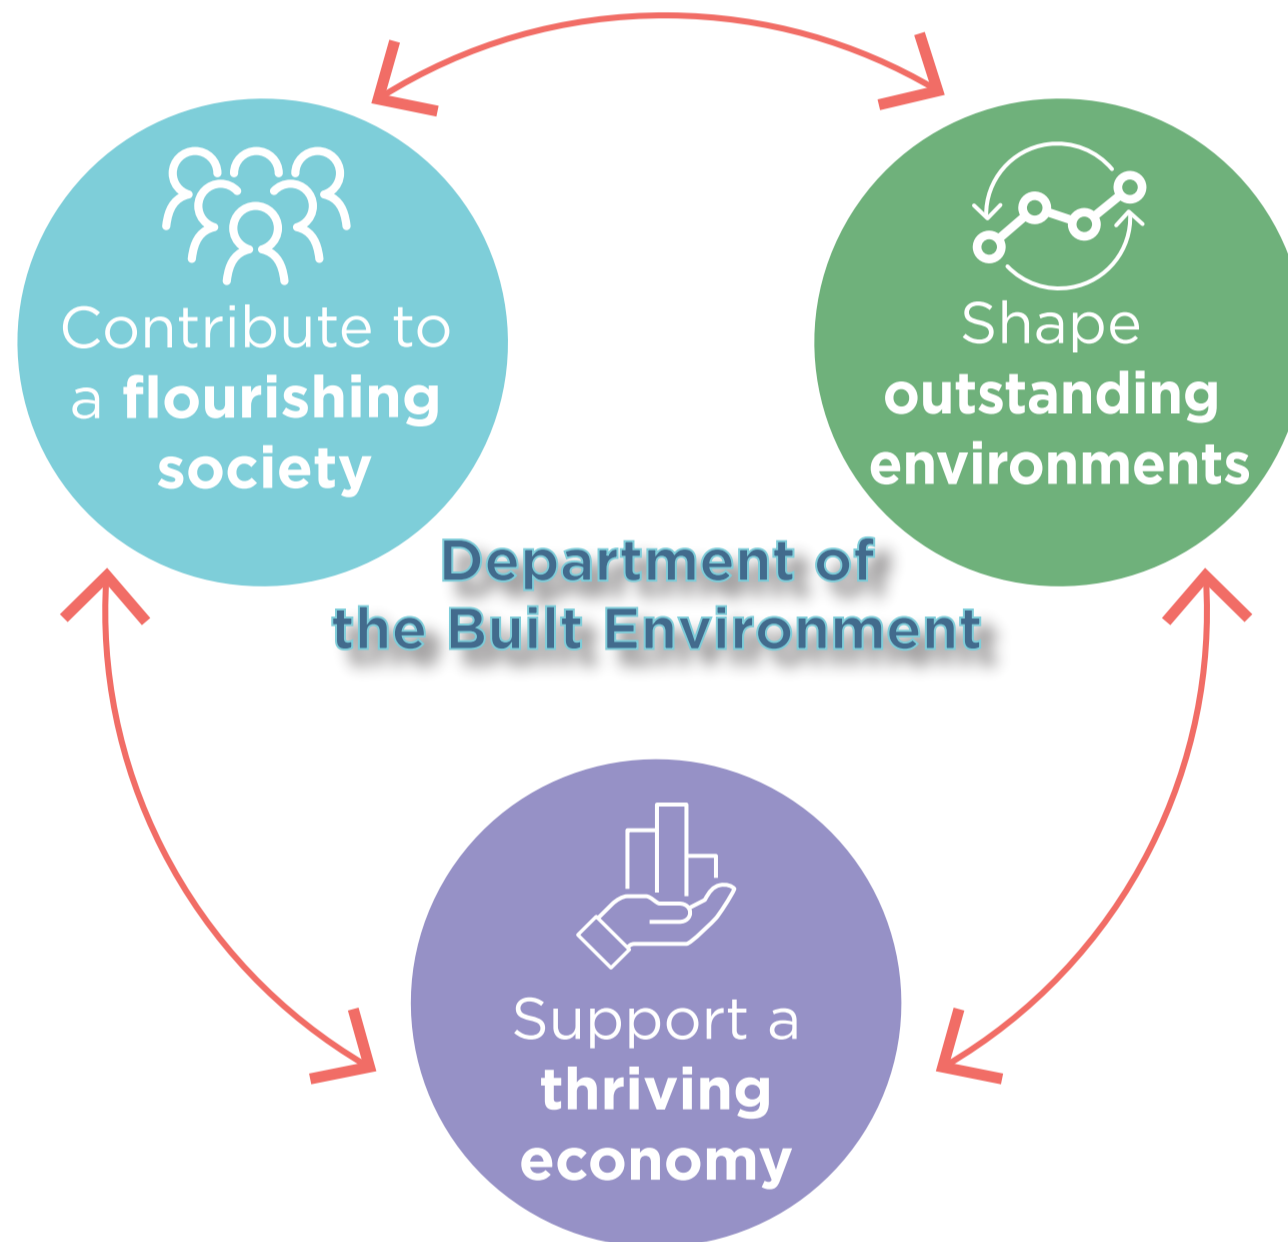 Contribute to
a flourishing
society
Shape
outstanding
environments
Department of
the Built Environment
Support a
thriving
economy